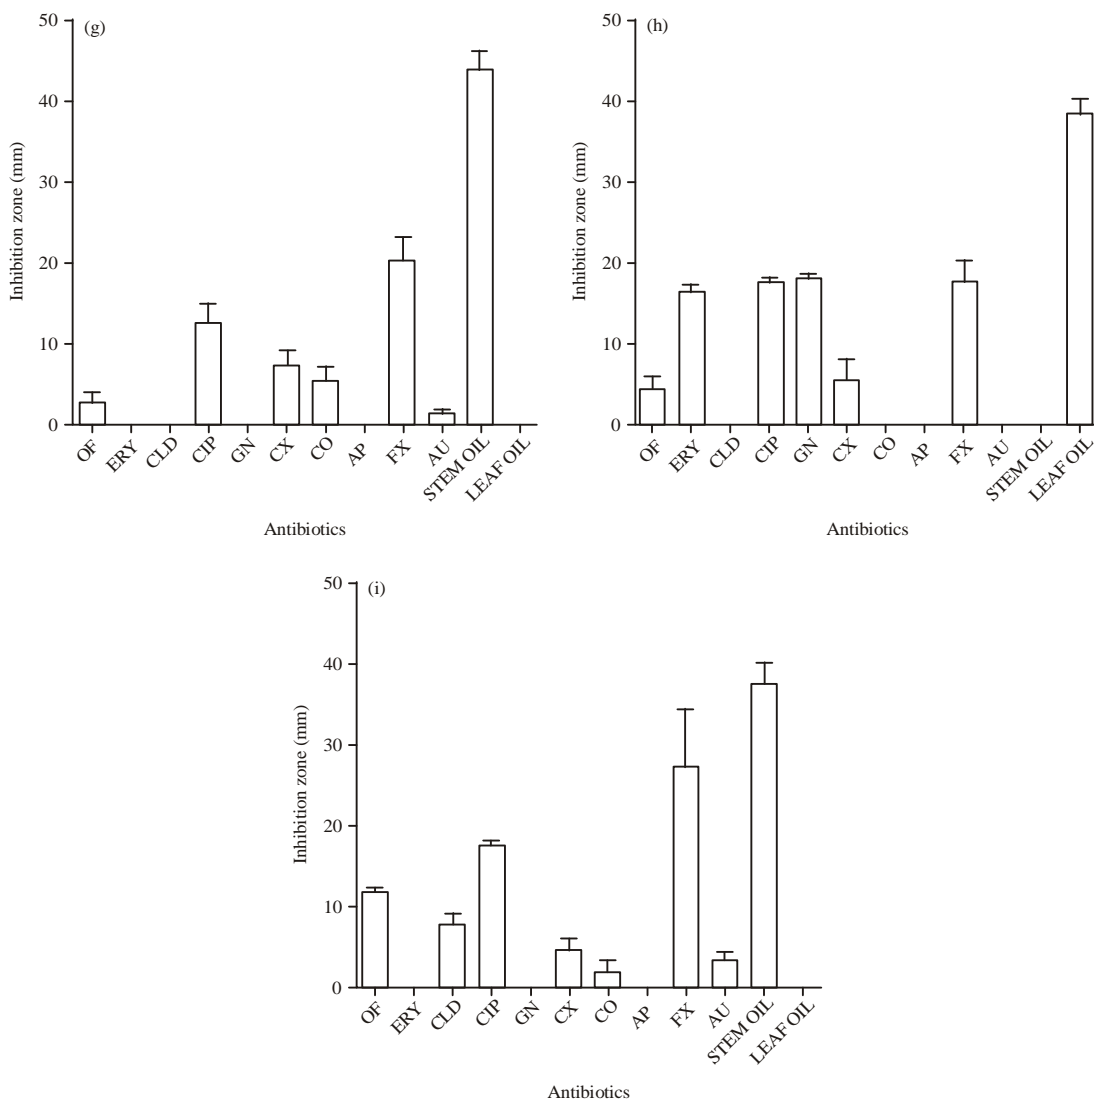 (g)
50
40
30
20
10
0
Inhibition zone (mm)
OF ERY CLD CIP GN CX CO AP FX AU STEM OIL LEAF OIL
Antibiotics
(h)
50
40
30
20
10
0
Inhibition zone (mm)
OF ERY CLD CIP GN CX CO AP FX AU STEM OIL LEAF OIL
Antibiotics
(i)
50
40
30
20
10
0
Inhibition zone (mm)
OF ERY CLD CIP GN CX CO AP FX AU STEM OIL LEAF OIL
Antibiotics